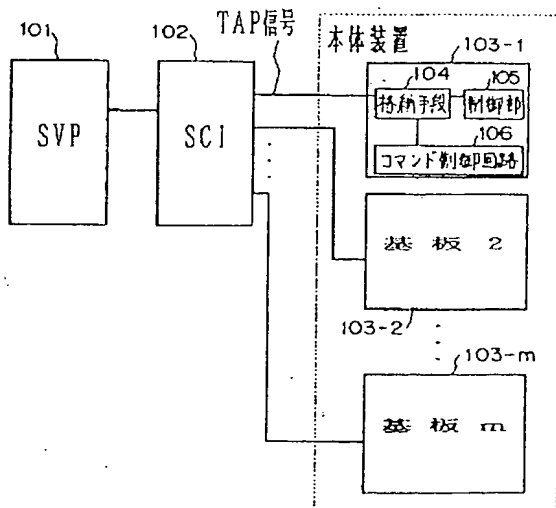 101
SVP
102
SCI
TAP信号
本体装置
103-1
104
格納手段
105
制御部
106
コマンド制御回路
基板 2
103-2
103-m
基板 m